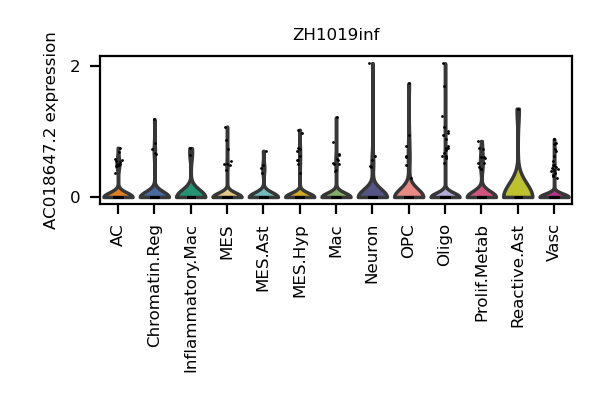 ZH1019inf
AC018647.2 expression
2
0
AC
Chromatin.Reg
Inflammatory.Mac
MES
MES.Ast
MES.Hyp
Mac
Neuron
OPC
Oligo
Prolif.Metab
Reactive.Ast
Vasc